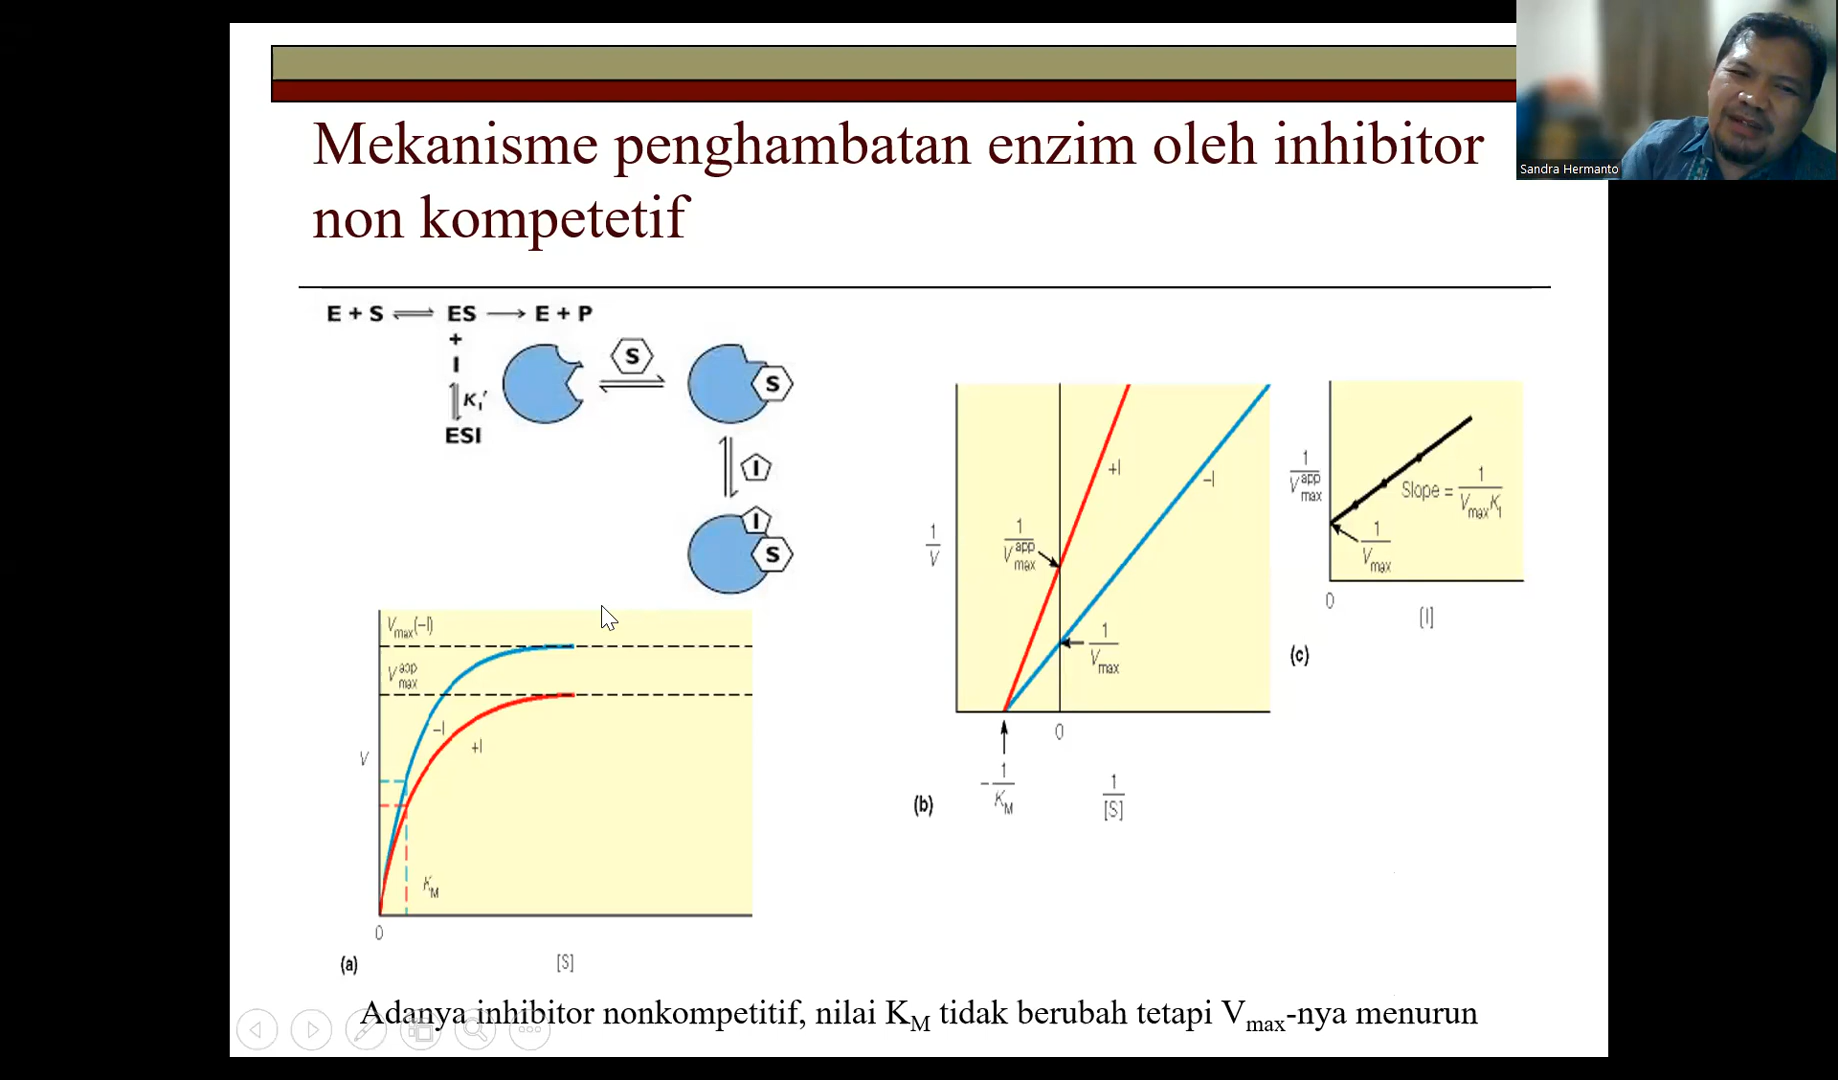 Mekanisme penghambatan enzim oleh inhibitor
non kompetetif
Sandra Hermanto
E + S ⇌ ES → E + P
+
I
K_I'
ESI
S
S
I
I
S
V_max(–I)
V_max^app
V
–I
+I
K_M
0
[S]
(a)
1/V
+I
–I
1/V_max^app
1/V_max
0
–1/K_M
1/[S]
(b)
1/V_max^app
Slope = 1/V_maxK_I
1/V_max
0
[I]
(c)
Adanya inhibitor nonkompetitif, nilai K_M tidak berubah tetapi V_max-nya menurun